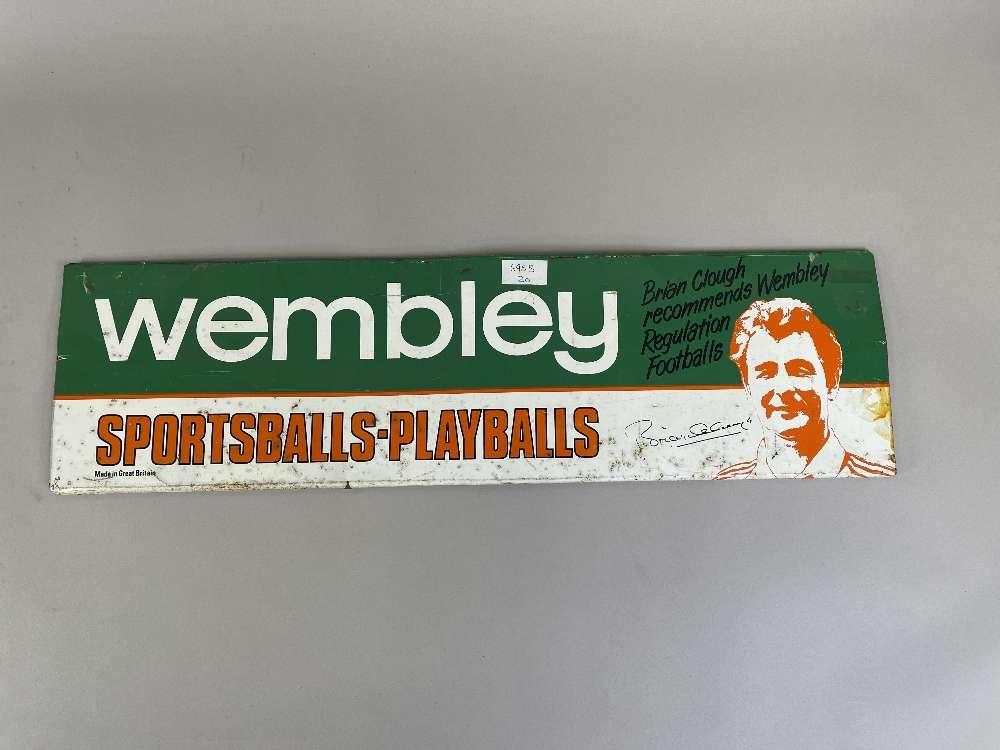 wembley
Brian Clough
recommends Wembley
Regulation
Footballs
SPORTSBALLS-PLAYBALLS
Made in Great Britain